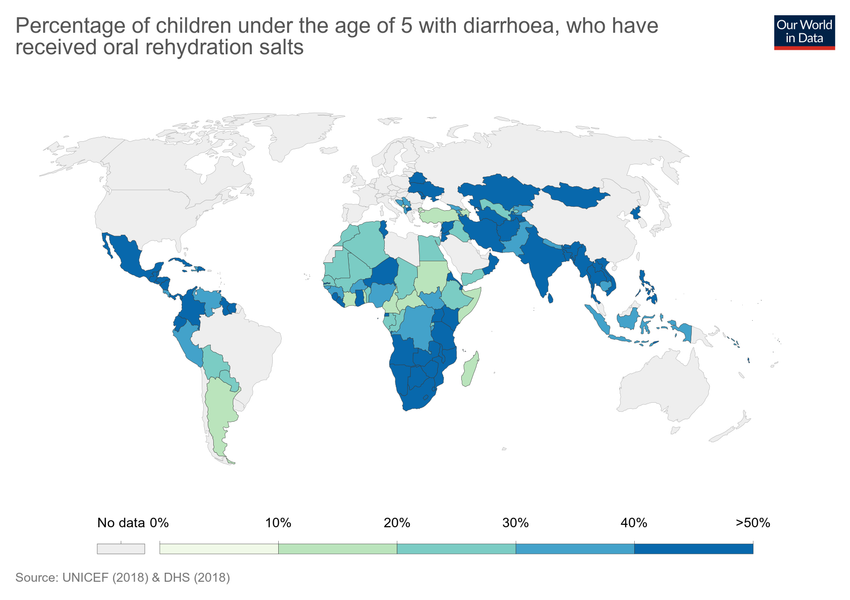 Percentage of children under the age of 5 with diarrhoea, who have
received oral rehydration salts
Our World
in Data
No data 0% 10% 20% 30% 40% >50%
Source: UNICEF (2018) & DHS (2018)